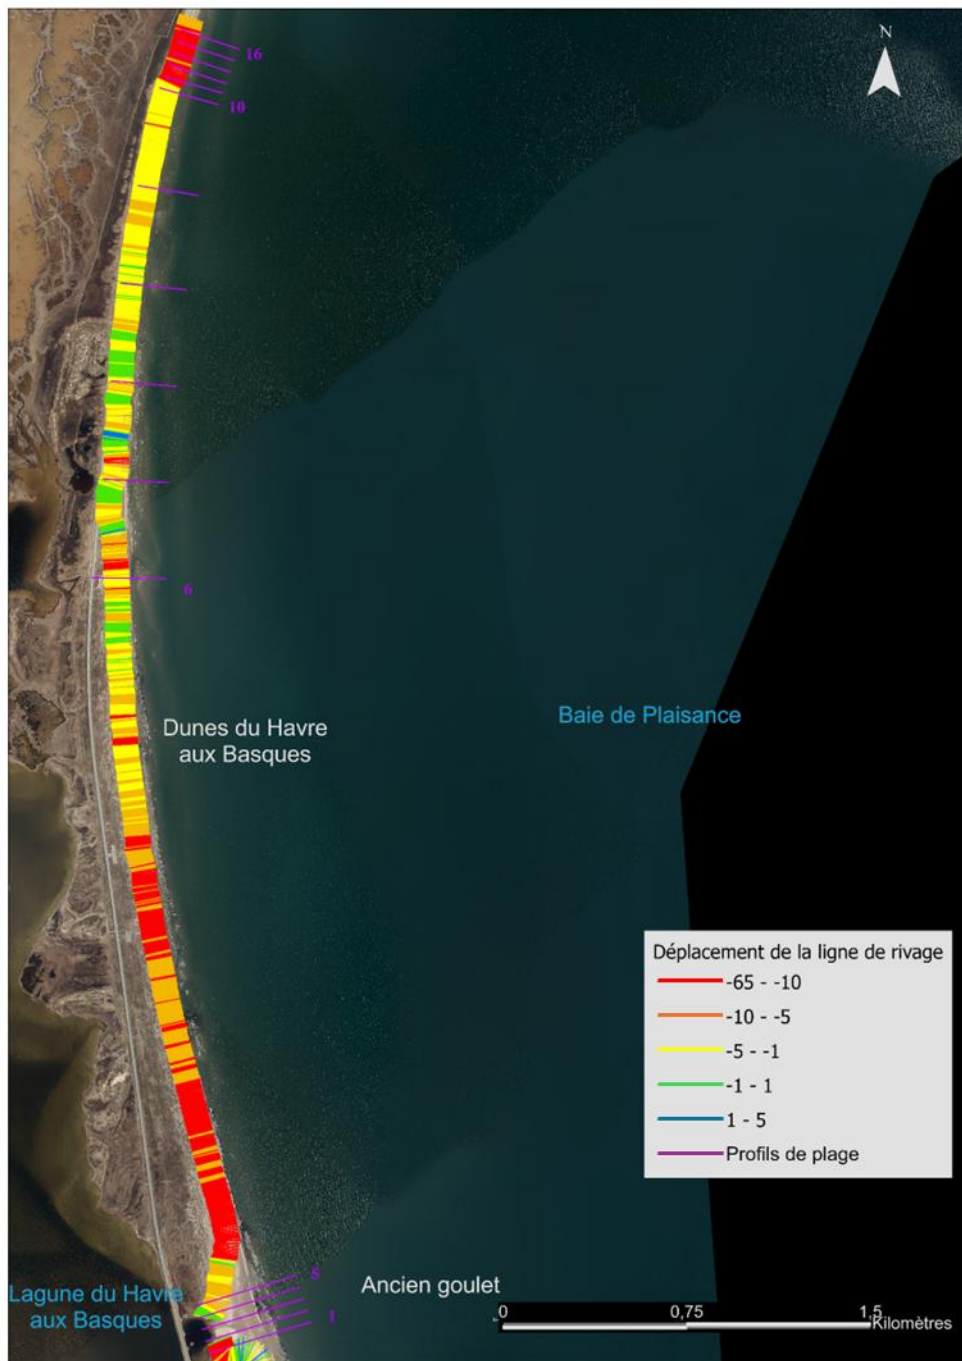 N
16
10
6
Dunes du Havre
aux Basques
Baie de Plaisance
Déplacement de la ligne de rivage
-65 - -10
-10 - -5
-5 - -1
-1 - 1
1 - 5
Profils de plage
5
Ancien goulet
Lagune du Havre
aux Basques
1
0
0,75
1,5
Kilomètres